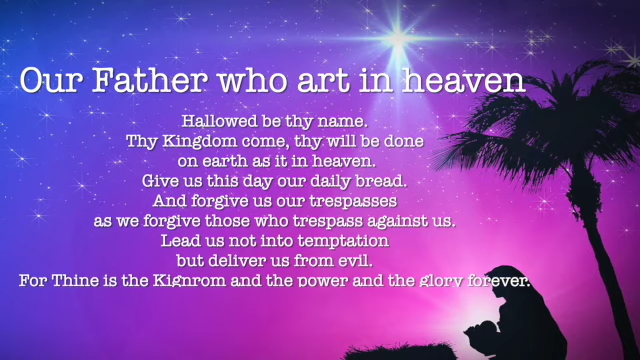 Our Father who art in heaven
Hallowed be thy name.
Thy Kingdom come, thy will be done
on earth as it in heaven.
Give us this day our daily bread.
And forgive us our trespasses
as we forgive those who trespass against us.
Lead us not into temptation
but deliver us from evil.
For Thine is the Kignrom and the power and the glory forever.